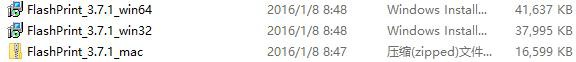 FlashPrint_3.7.1_win64 2016/1/8 8:48 Windows Install... 41,637 KB
FlashPrint_3.7.1_win32 2016/1/8 8:48 Windows Install... 37,995 KB
FlashPrint_3.7.1_mac 2016/1/8 8:47 压缩(zipped)文件... 16,599 KB